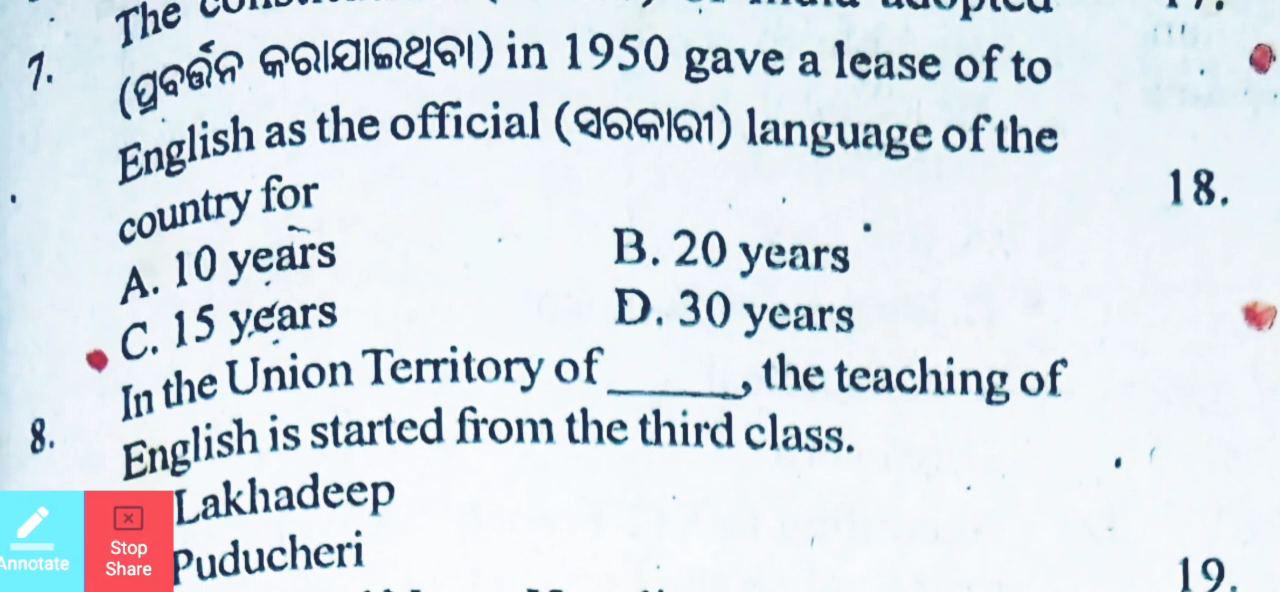 7. The
(ପ୍ରବର୍ତ୍ତନ କରାଯାଇଥିବା) in 1950 gave a lease of to
English as the official (ସରକାରୀ) language of the
country for
A. 10 years B. 20 years
C. 15 years D. 30 years
8. In the Union Territory of ______, the teaching of
English is started from the third class.
Lakhadeep
Puducheri
18.
19.
Annotate
Stop
Share